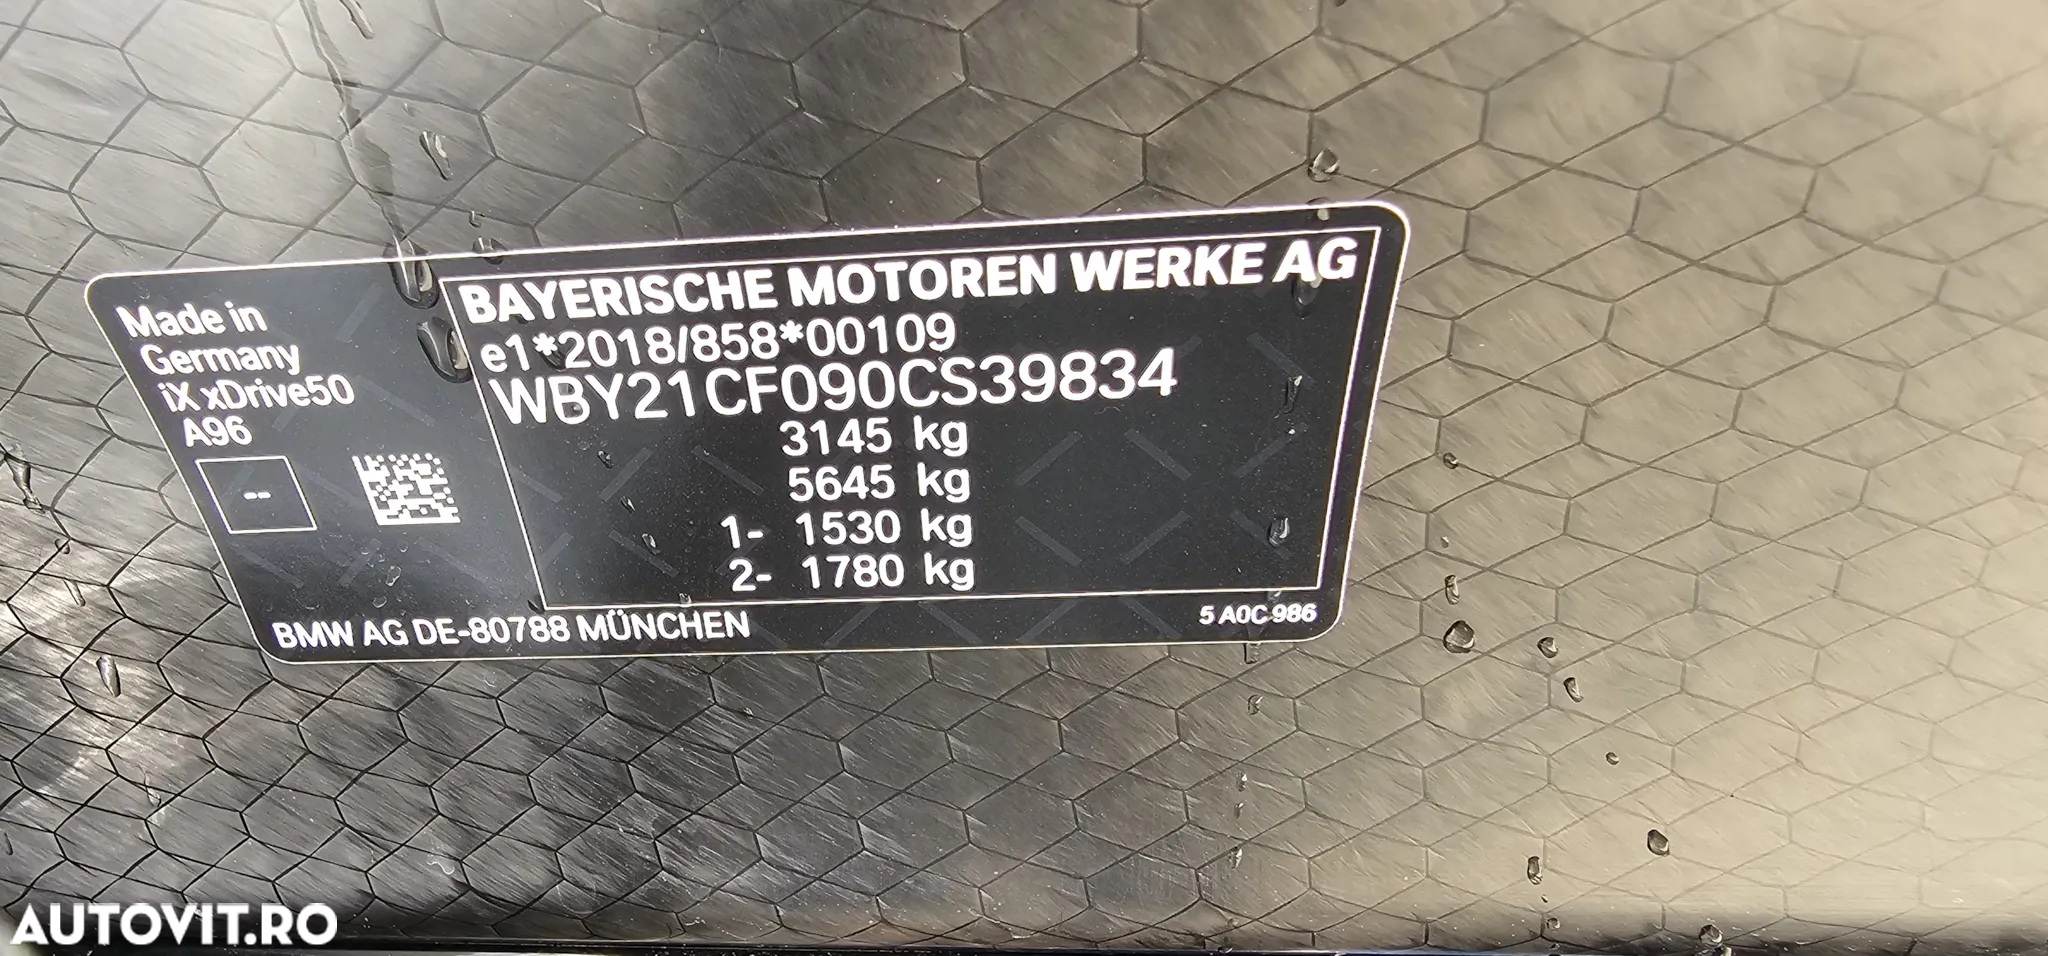 Made in
Germany
iX xDrive50
A96
--
BAYERISCHE MOTOREN WERKE AG
e1*2018/858*00109
WBY21CF090CS39834
3145 kg
5645 kg
1- 1530 kg
2- 1780 kg
BMW AG DE-80788 MÜNCHEN
5 A0C 986
AUTOVIT.RO